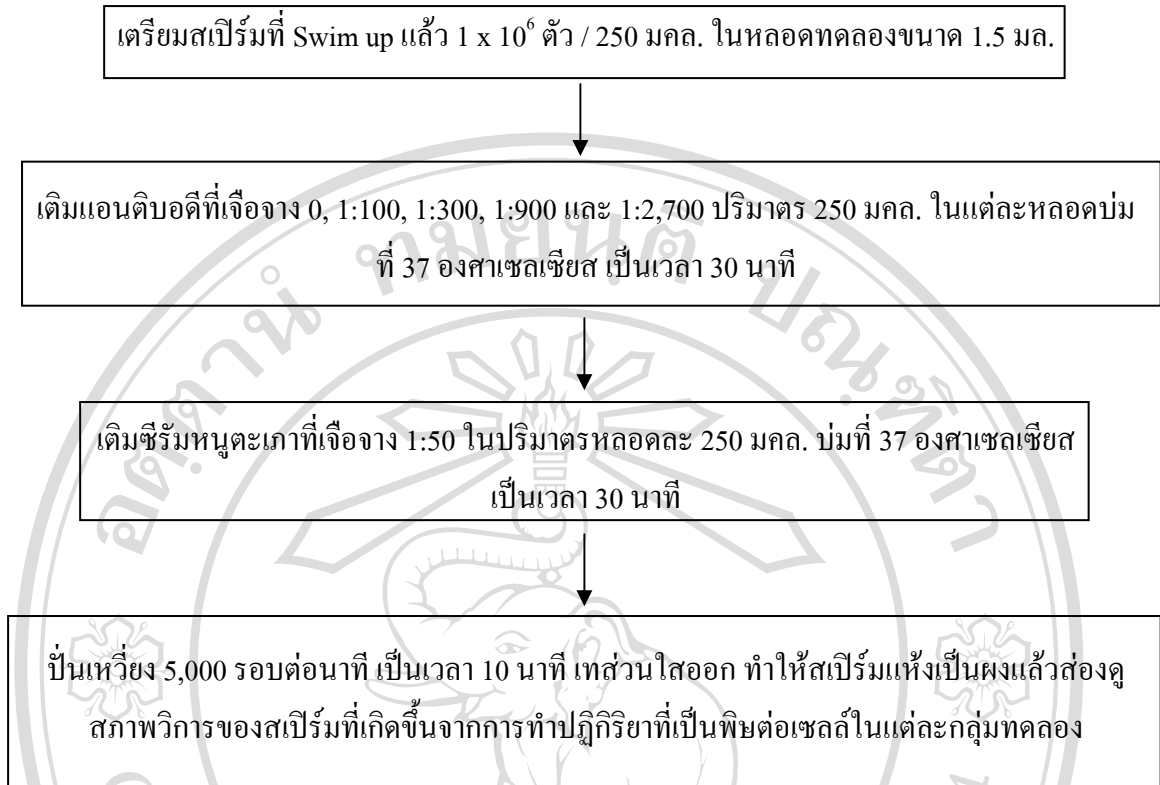 เตรียมสเปิร์มที่ Swim up แล้ว 1 x 10⁶ ตัว / 250 มคล. ในหลอดทดลองขนาด 1.5 มล.
เติมแอนติบอดีที่เจือจาง 0, 1:100, 1:300, 1:900 และ 1:2,700 ปริมาตร 250 มคล. ในแต่ละหลอดบ่ม
ที่ 37 องศาเซลเซียส เป็นเวลา 30 นาที
เติมซีรัมหนูตะเภาที่เจือจาง 1:50 ในปริมาตรหลอดละ 250 มคล. บ่มที่ 37 องศาเซลเซียส
เป็นเวลา 30 นาที
ปั่นเหวี่ยง 5,000 รอบต่อนาที เป็นเวลา 10 นาที เทส่วนใสออก ทำให้สเปิร์มแห้งเป็นผงแล้วส่องดู
สภาพวิการของสเปิร์มที่เกิดขึ้นจากการทำปฏิกิริยาที่เป็นพิษต่อเซลล์ในแต่ละกลุ่มทดลอง
อตฺตานํ ทมยนฺติ ปณฺฑิตา